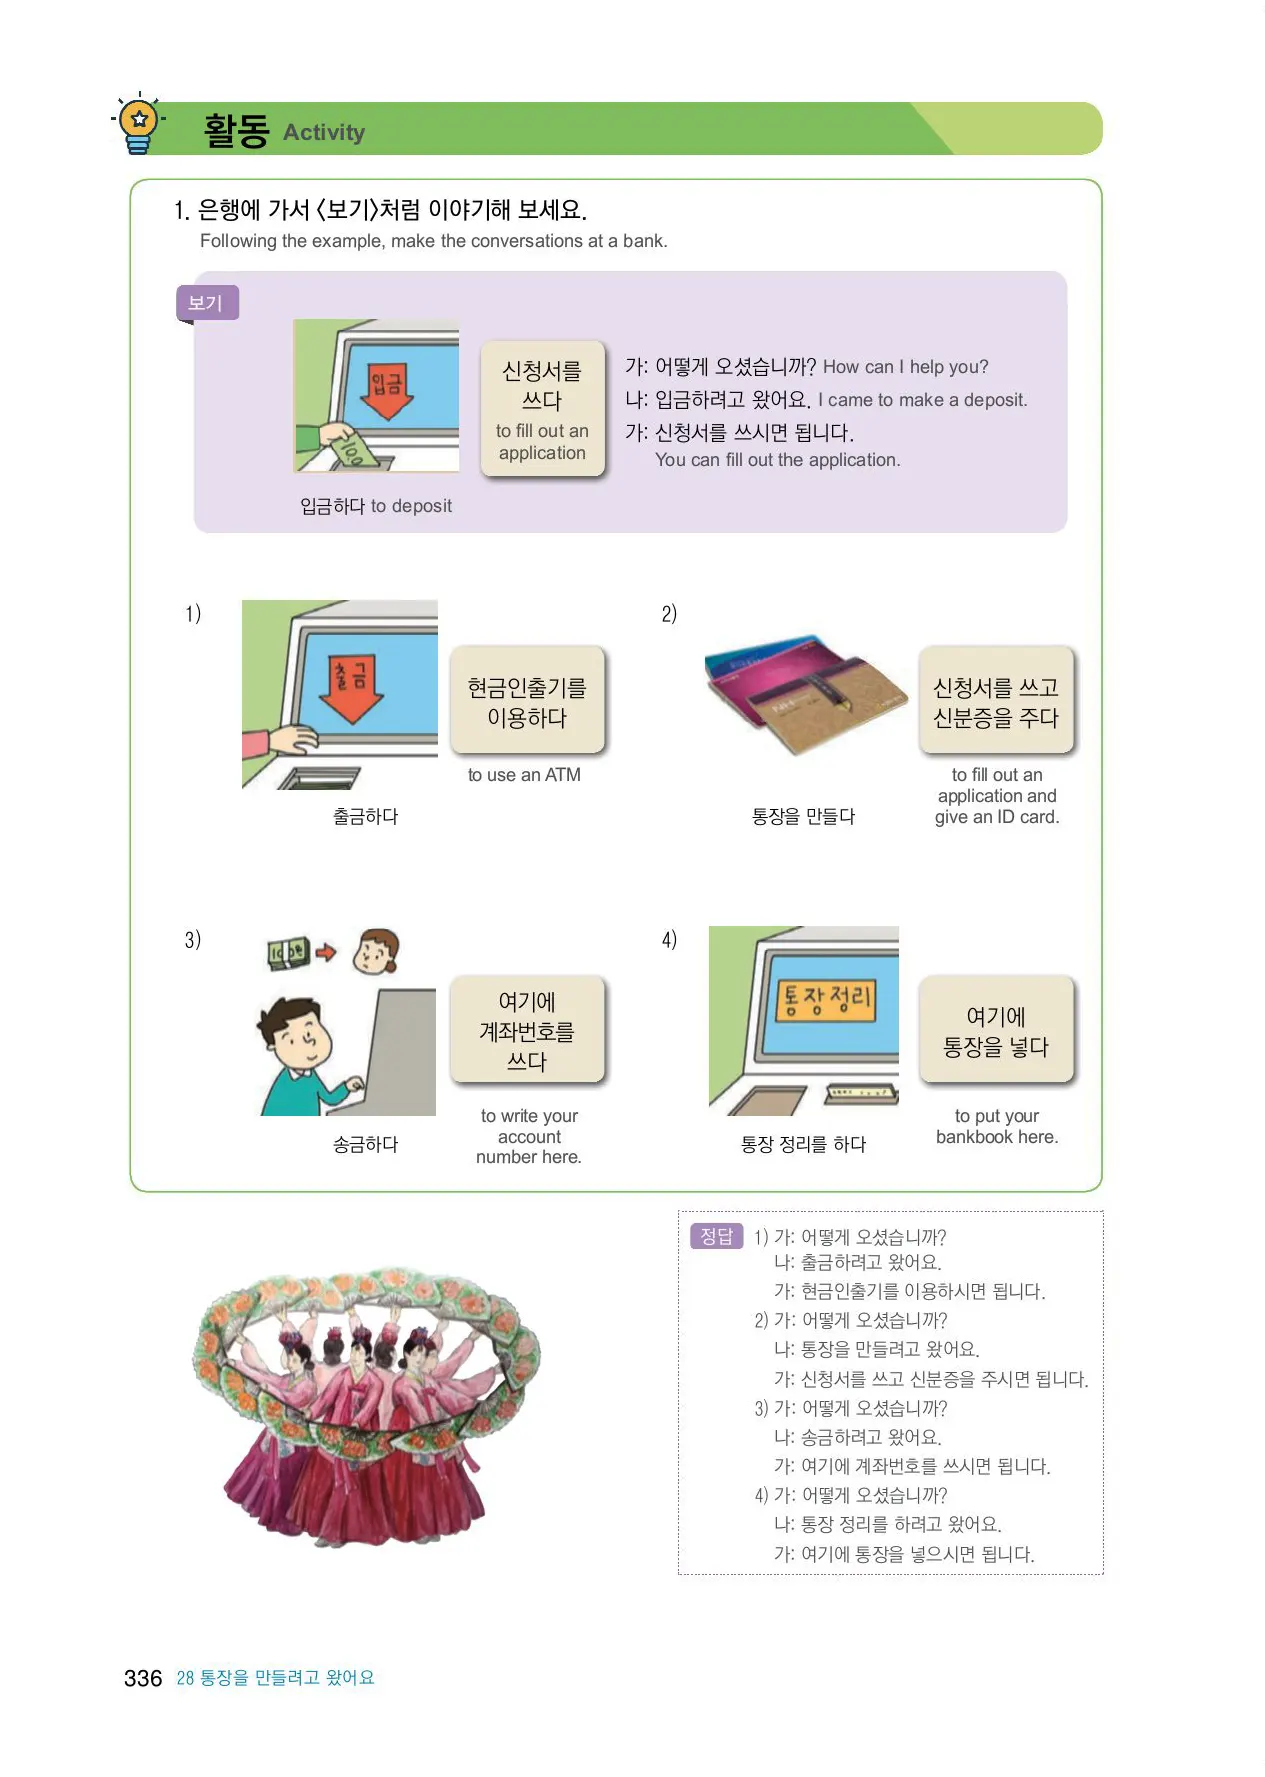 활동 Activity
1. 은행에 가서 〈보기〉처럼 이야기해 보세요.
Following the example, make the conversations at a bank.
보기
입금
신청서를
쓰다
to fill out an
application
입금하다 to deposit
가: 어떻게 오셨습니까? How can I help you?
나: 입금하려고 왔어요. I came to make a deposit.
가: 신청서를 쓰시면 됩니다.
You can fill out the application.
1)
출금
현금인출기를
이용하다
to use an ATM
출금하다
2)
신청서를 쓰고
신분증을 주다
to fill out an
application and
give an ID card.
통장을 만들다
3)
여기에
계좌번호를
쓰다
to write your
account
number here.
송금하다
4)
통장정리
여기에
통장을 넣다
to put your
bankbook here.
통장 정리를 하다
정답
1) 가: 어떻게 오셨습니까?
나: 출금하려고 왔어요.
가: 현금인출기를 이용하시면 됩니다.
2) 가: 어떻게 오셨습니까?
나: 통장을 만들려고 왔어요.
가: 신청서를 쓰고 신분증을 주시면 됩니다.
3) 가: 어떻게 오셨습니까?
나: 송금하려고 왔어요.
가: 여기에 계좌번호를 쓰시면 됩니다.
4) 가: 어떻게 오셨습니까?
나: 통장 정리를 하려고 왔어요.
가: 여기에 통장을 넣으시면 됩니다.
336 28 통장을 만들려고 왔어요